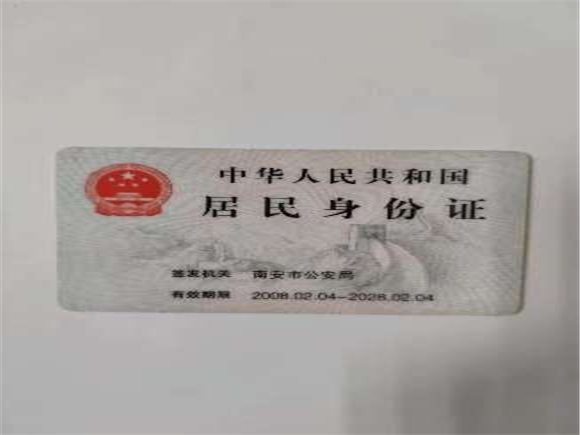 中华人民共和国
居民身份证
签发机关 南安市公安局
有效期限 2008.02.04-2028.02.04